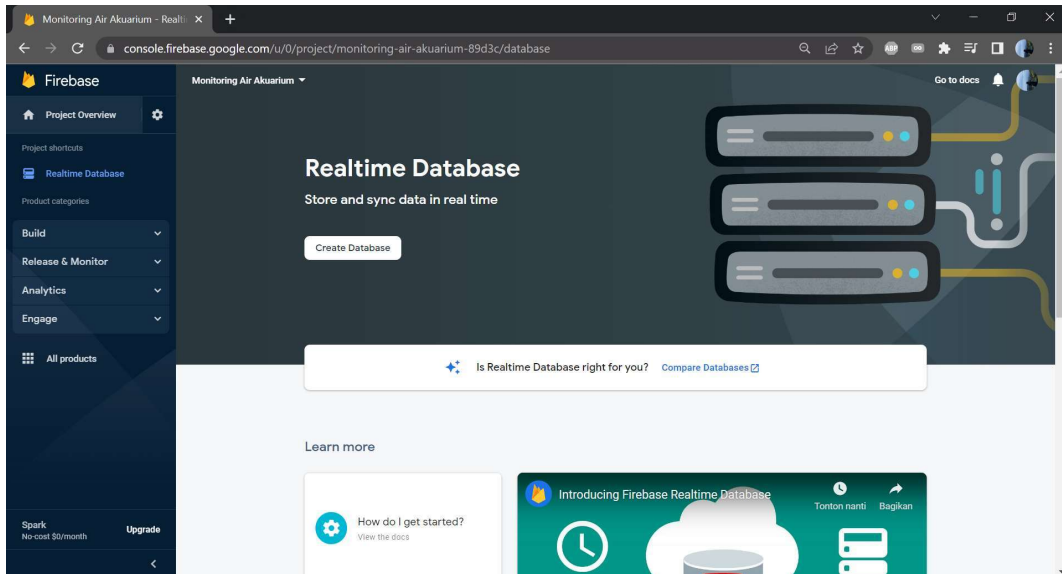 Monitoring Air Akuarium - Realti
console.firebase.google.com/u/0/project/monitoring-air-akuarium-89d3c/database
ABP
Firebase
Monitoring Air Akuarium
Go to docs
Project Overview
Project shortcuts
Realtime Database
Product categories
Build
Release & Monitor
Analytics
Engage
All products
Realtime Database
Store and sync data in real time
Create Database
Is Realtime Database right for you? Compare Databases
Learn more
How do I get started?
View the docs
Introducing Firebase Realtime Database
Tonton nanti
Bagikan
Spark
No-cost $0/month
Upgrade